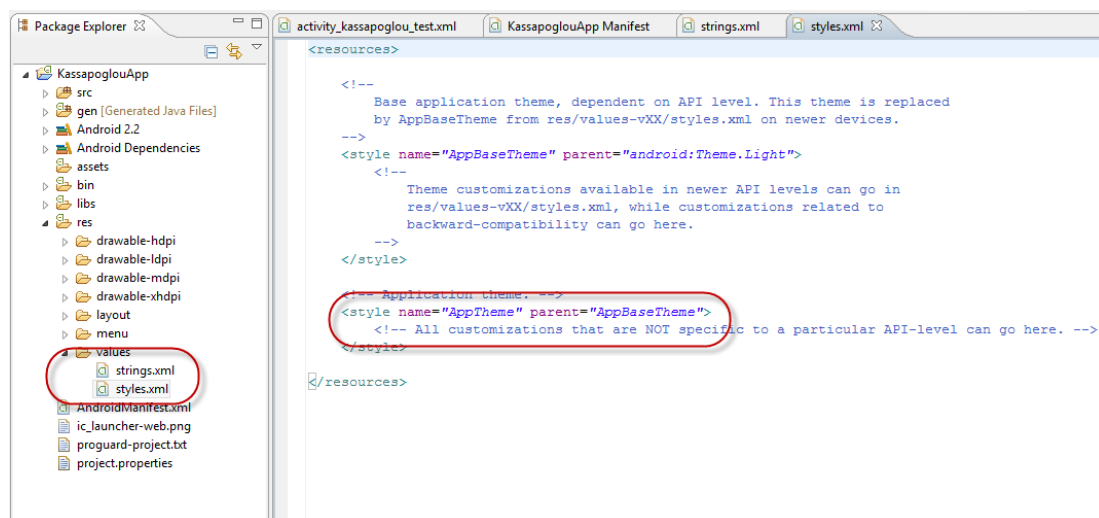 Package Explorer
KassapoglouApp
src
gen [Generated Java Files]
Android 2.2
Android Dependencies
assets
bin
libs
res
drawable-hdpi
drawable-ldpi
drawable-mdpi
drawable-xhdpi
layout
menu
values
strings.xml
styles.xml
AndroidManifest.xml
ic_launcher-web.png
proguard-project.txt
project.properties
activity_kassapoglou_test.xml KassapoglouApp Manifest strings.xml styles.xml
<resources>
<!--
Base application theme, dependent on API level. This theme is replaced
by AppBaseTheme from res/values-vXX/styles.xml on newer devices.
-->
<style name="AppBaseTheme" parent="android:Theme.Light">
<!--
Theme customizations available in newer API levels can go in
res/values-vXX/styles.xml, while customizations related to
backward-compatibility can go here.
-->
</style>
<!-- Application theme. -->
<style name="AppTheme" parent="AppBaseTheme">
<!-- All customizations that are NOT specific to a particular API-level can go here. -->
</style>
</resources>